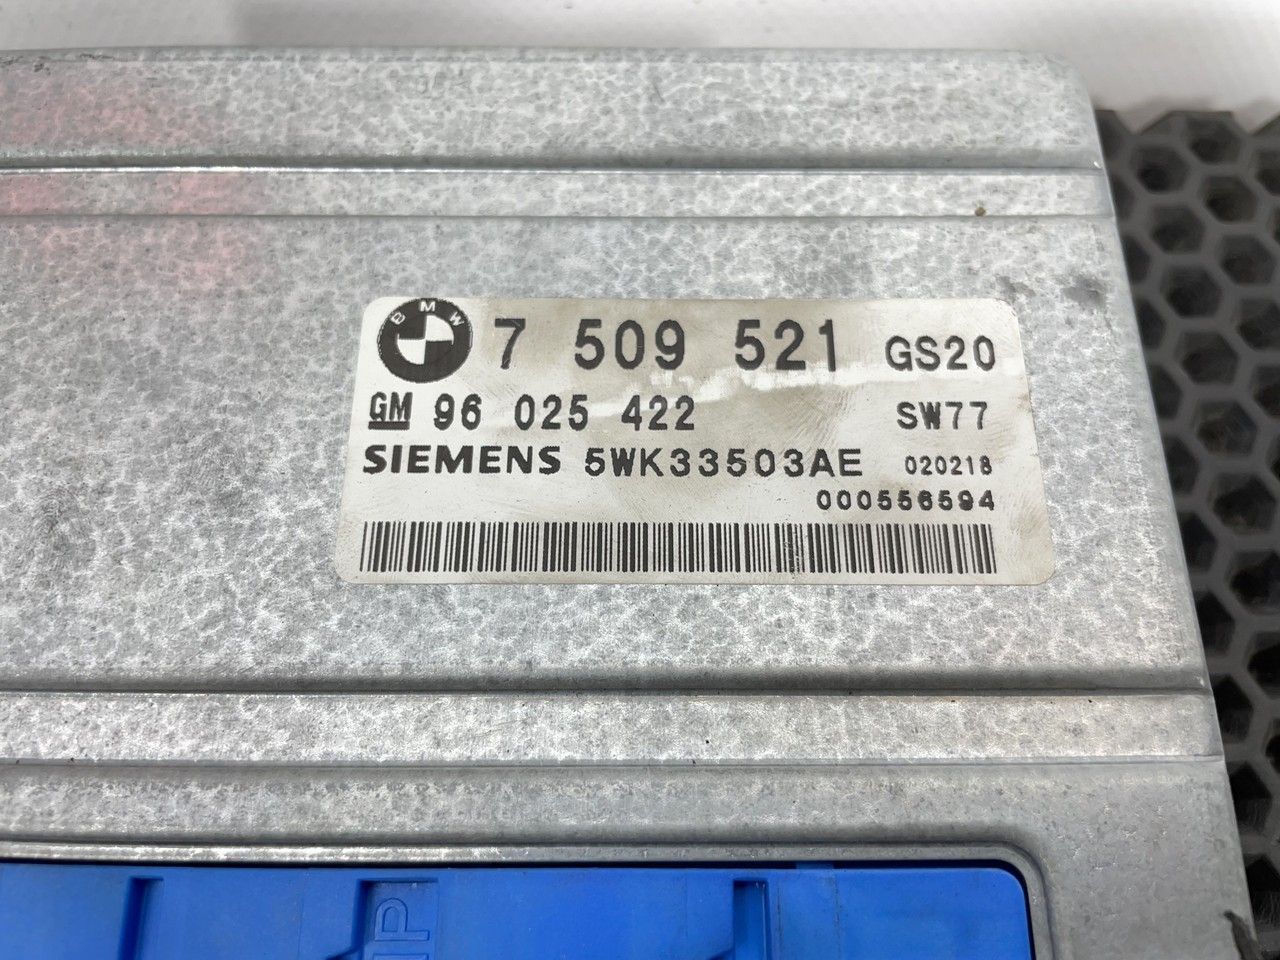 BMW 7 509 521 GS20
GM 96 025 422 SW77
SIEMENS 5WK33503AE 020218
000556594